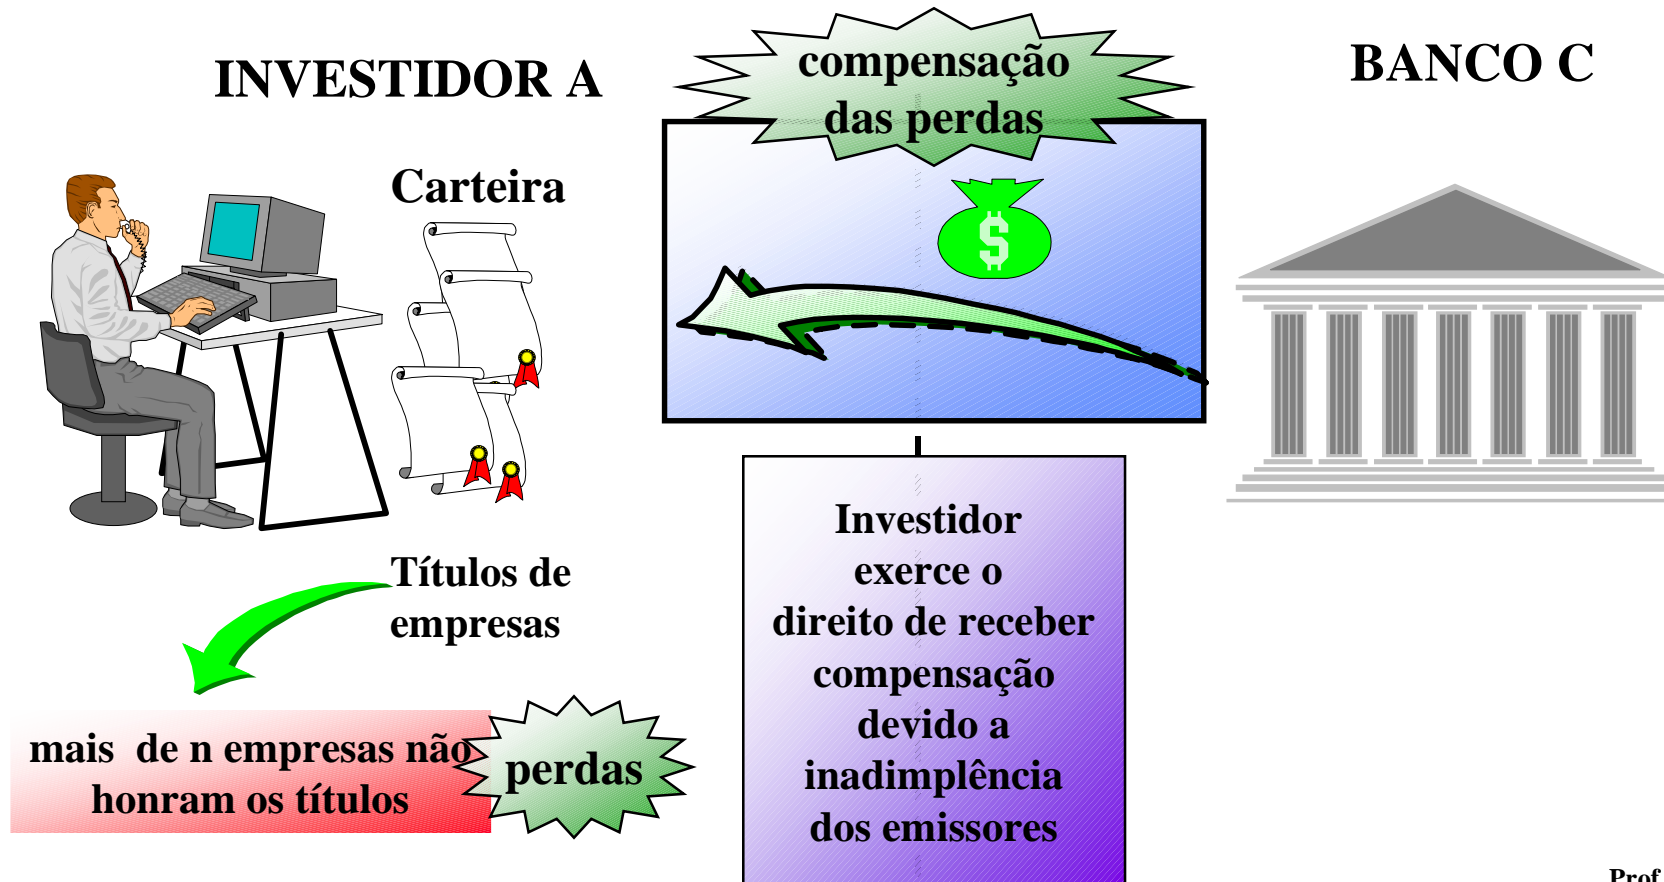 INVESTIDOR A
compensação
das perdas
BANCO C
Carteira
$
Títulos de
empresas
mais de n empresas não
honram os títulos
perdas
Investidor
exerce o
direito de receber
compensação
devido a
inadimplência
dos emissores
Prof